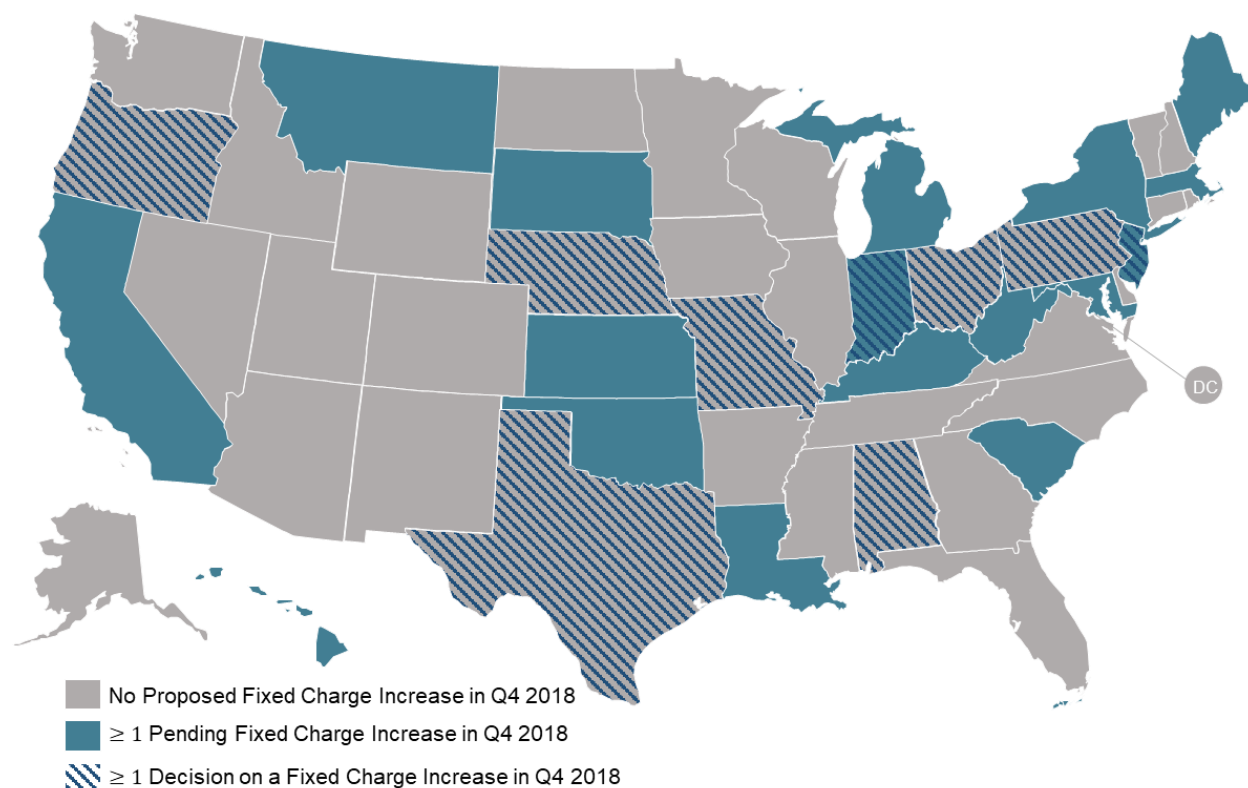 DC
No Proposed Fixed Charge Increase in Q4 2018
≥ 1 Pending Fixed Charge Increase in Q4 2018
≥ 1 Decision on a Fixed Charge Increase in Q4 2018